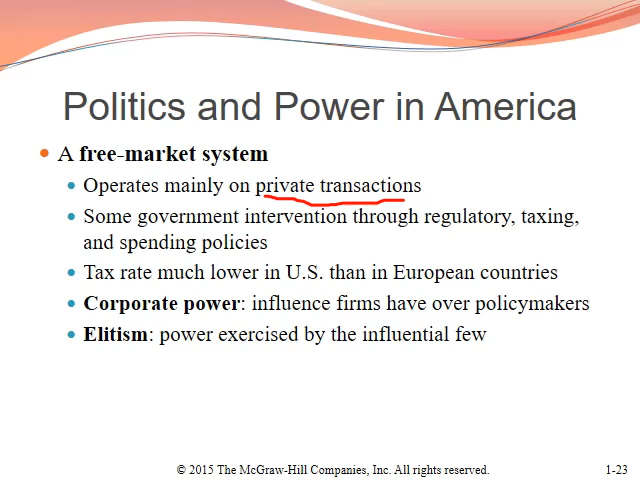 Politics and Power in America
A free-market system
Operates mainly on private transactions
Some government intervention through regulatory, taxing,
and spending policies
Tax rate much lower in U.S. than in European countries
Corporate power: influence firms have over policymakers
Elitism: power exercised by the influential few
© 2015 The McGraw-Hill Companies, Inc. All rights reserved.
1-23